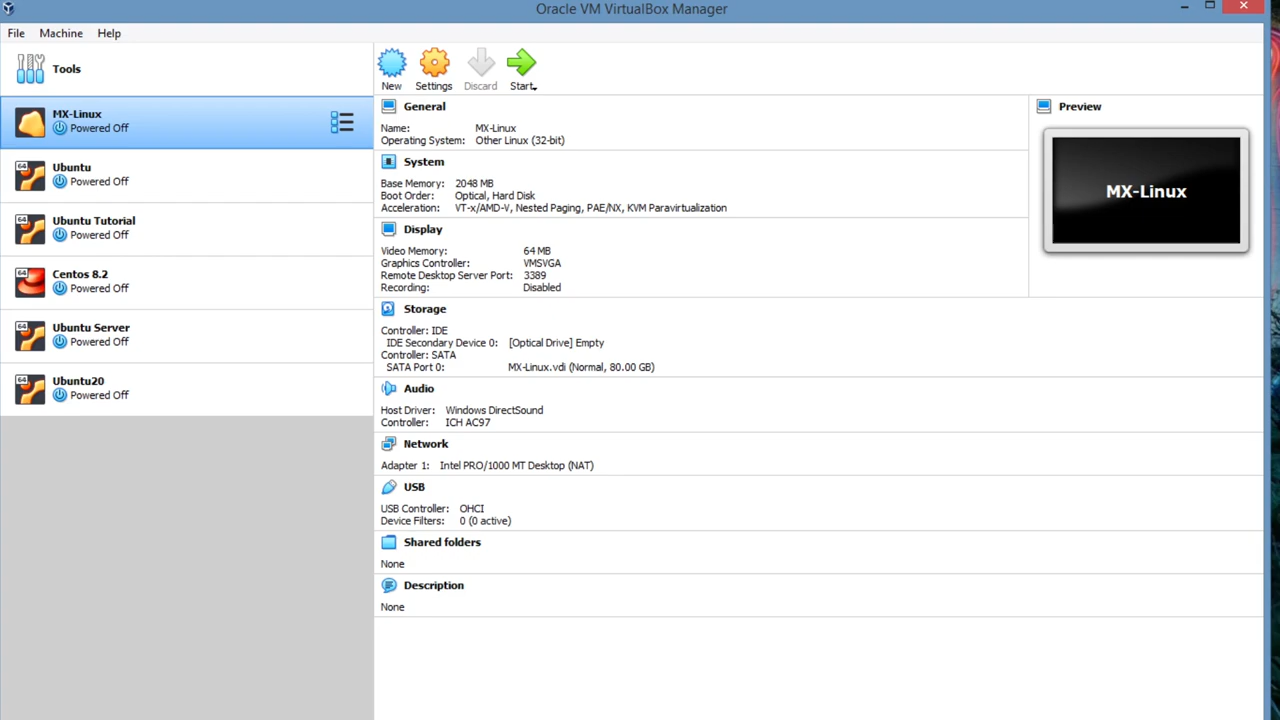 Oracle VM VirtualBox Manager
File Machine Help
Tools
New Settings Discard Start
MX-Linux
Powered Off
64
Ubuntu
Powered Off
64
Ubuntu Tutorial
Powered Off
64
Centos 8.2
Powered Off
64
Ubuntu Server
Powered Off
64
Ubuntu20
Powered Off
General
Name: MX-Linux
Operating System: Other Linux (32-bit)
System
Base Memory: 2048 MB
Boot Order: Optical, Hard Disk
Acceleration: VT-x/AMD-V, Nested Paging, PAE/NX, KVM Paravirtualization
Display
Video Memory: 64 MB
Graphics Controller: VMSVGA
Remote Desktop Server Port: 3389
Recording: Disabled
Storage
Controller: IDE
IDE Secondary Device 0: [Optical Drive] Empty
Controller: SATA
SATA Port 0: MX-Linux.vdi (Normal, 80.00 GB)
Audio
Host Driver: Windows DirectSound
Controller: ICH AC97
Network
Adapter 1: Intel PRO/1000 MT Desktop (NAT)
USB
USB Controller: OHCI
Device Filters: 0 (0 active)
Shared folders
None
Description
None
Preview
MX-Linux